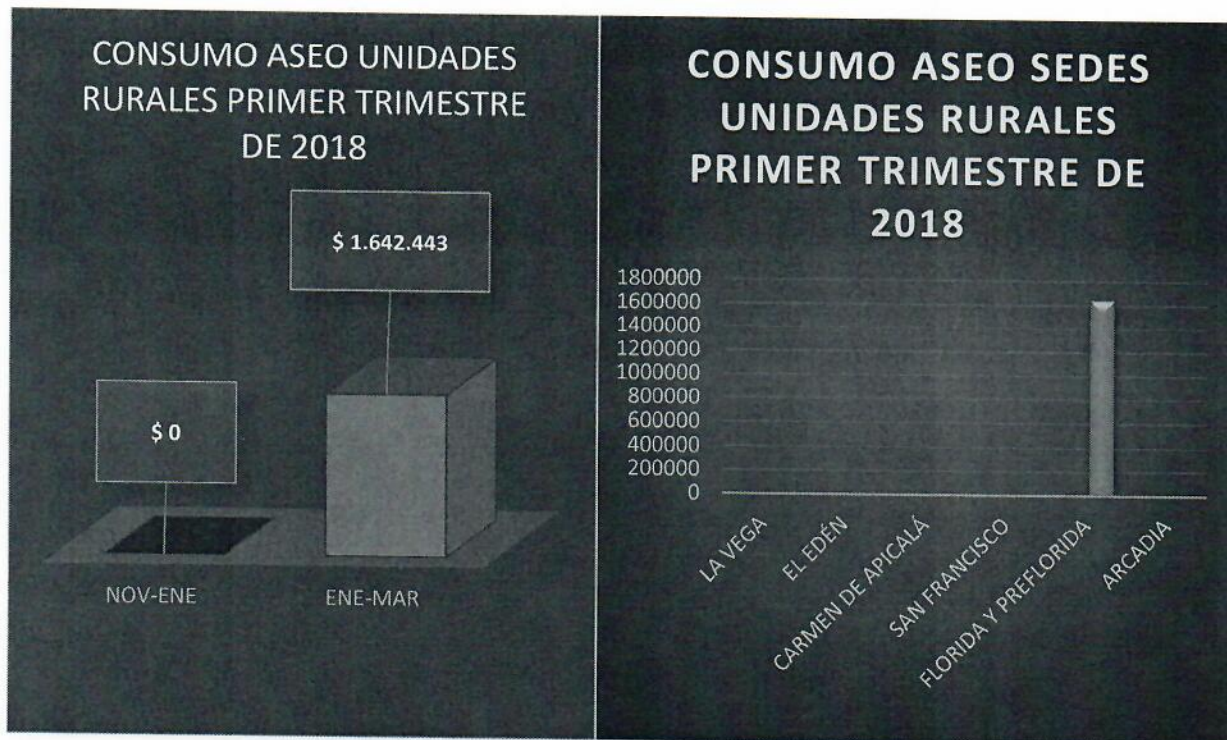 CONSUMO ASEO UNIDADES
RURALES PRIMER TRIMESTRE
DE 2018
$ 1.642.443
$ 0
NOV-ENE
ENE-MAR
CONSUMO ASEO SEDES
UNIDADES RURALES
PRIMER TRIMESTRE DE
2018
1800000
1600000
1400000
1200000
1000000
800000
600000
400000
200000
0
LA VEGA
EL EDÉN
CARMEN DE APICALÁ
SAN FRANCISCO
FLORIDA Y PREFLORIDA
ARCADIA